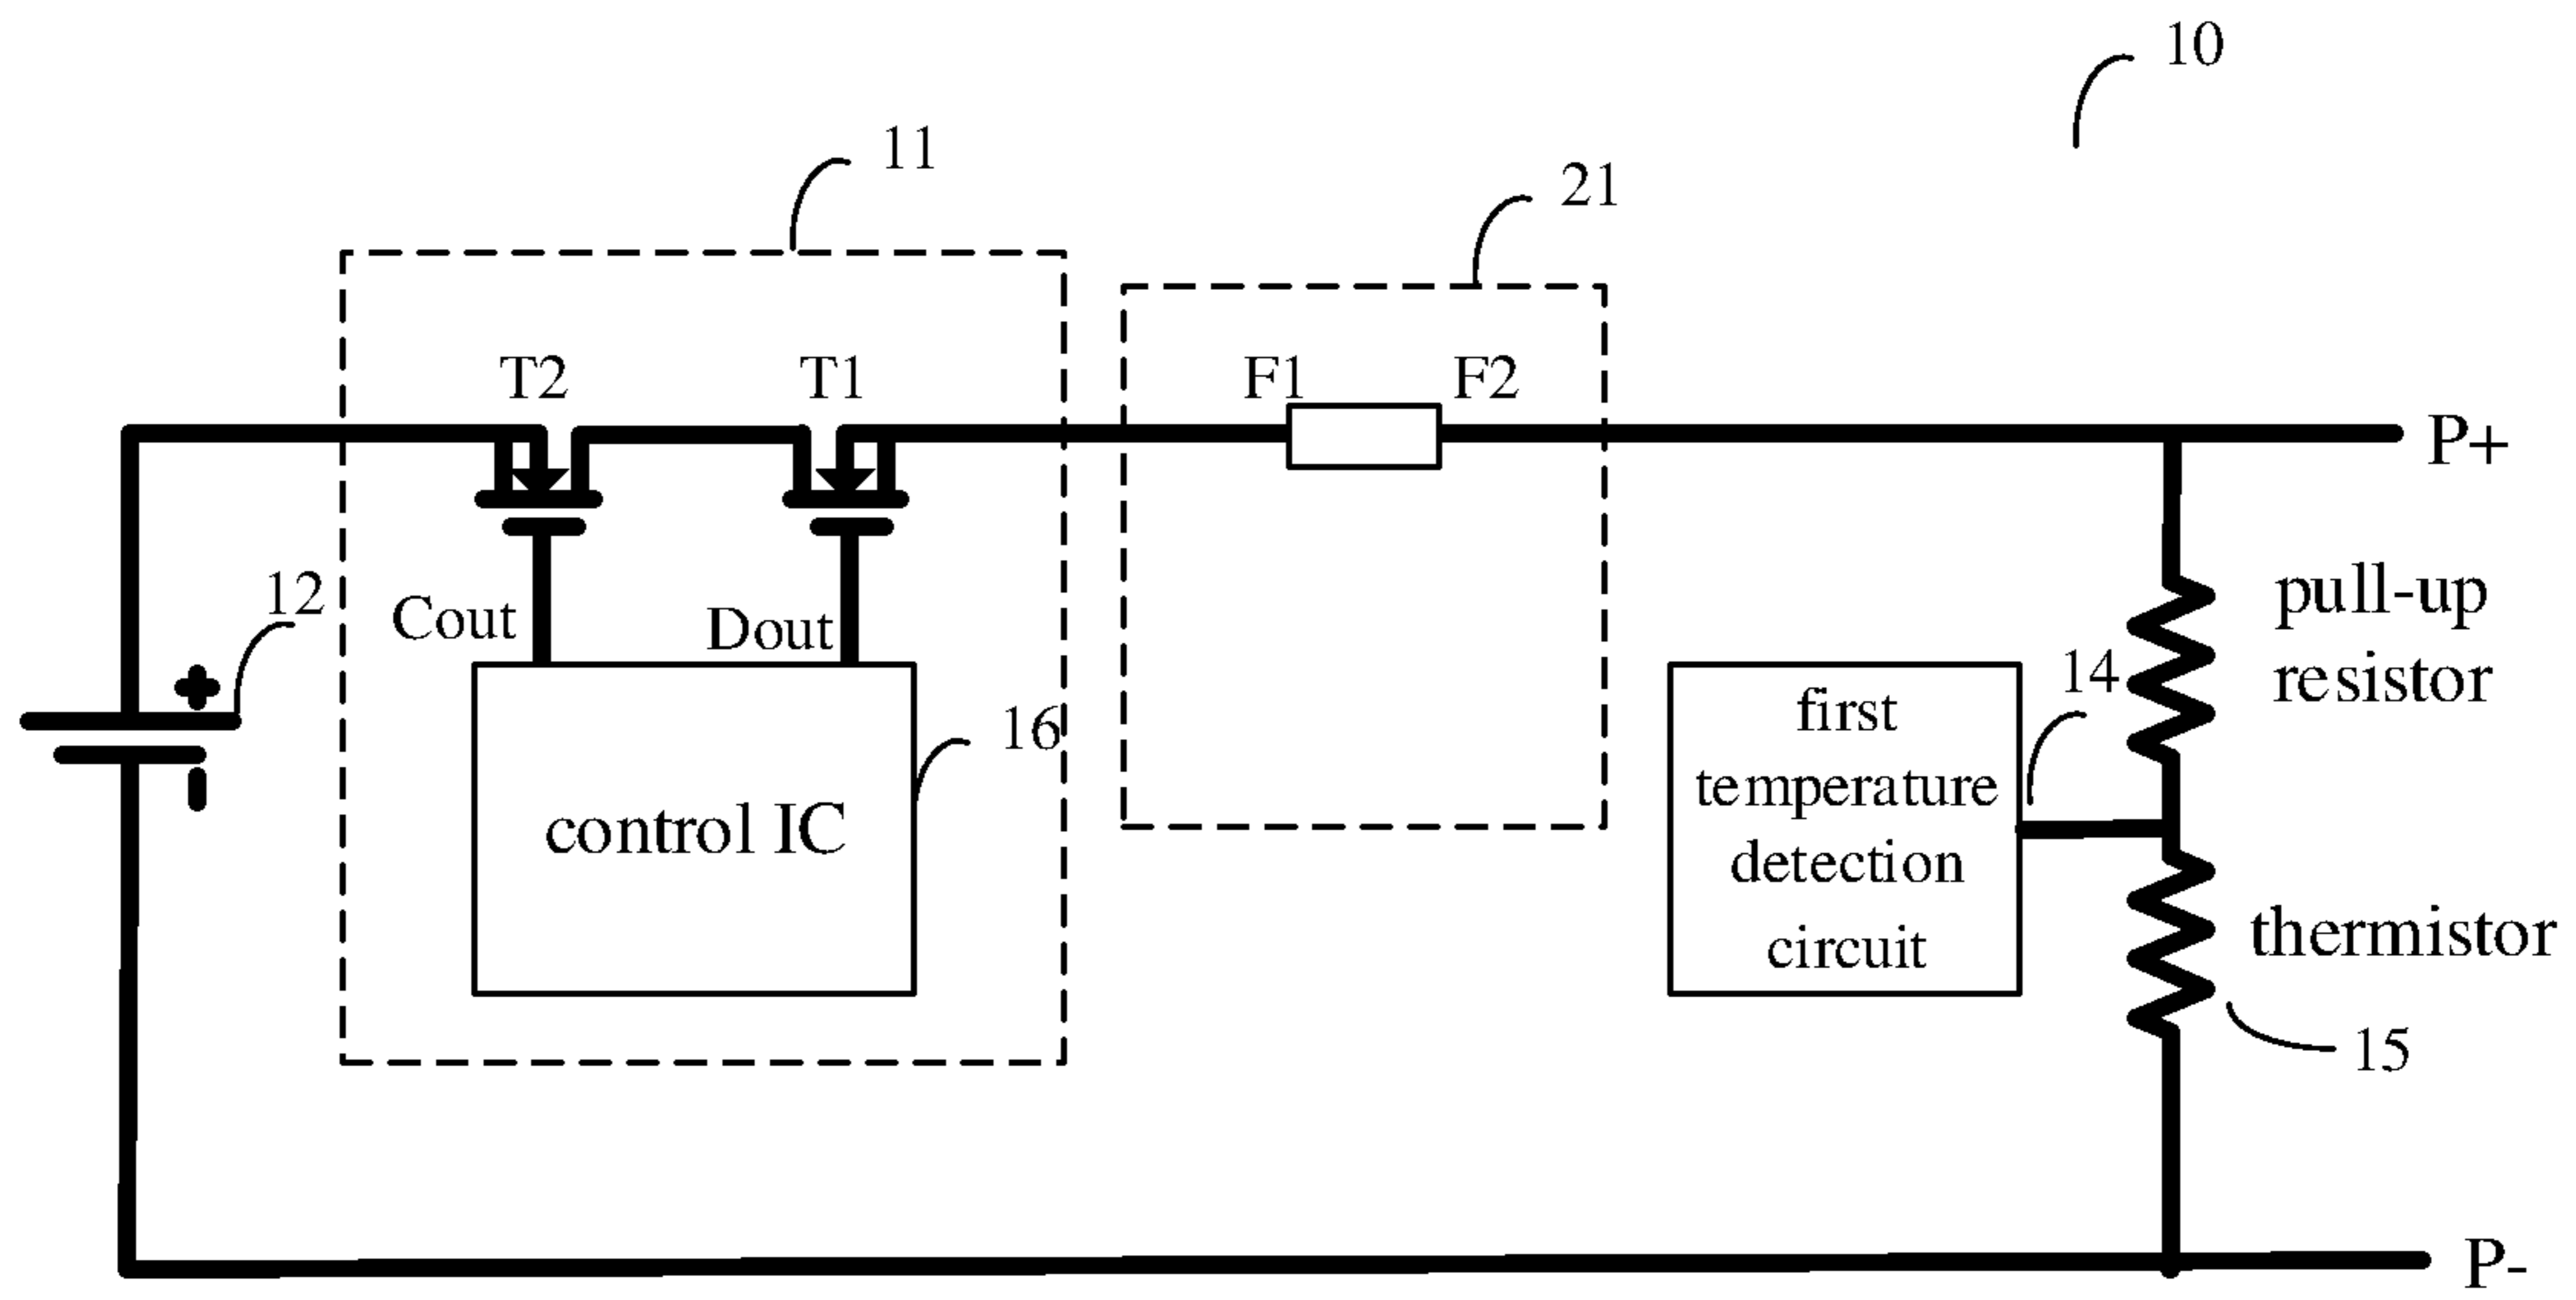 10
11
21
T2
T1
F1
F2
P+
12
Cout
Dout
pull-up
resistor
14
16
control IC
first
temperature
detection
circuit
thermistor
15
P-